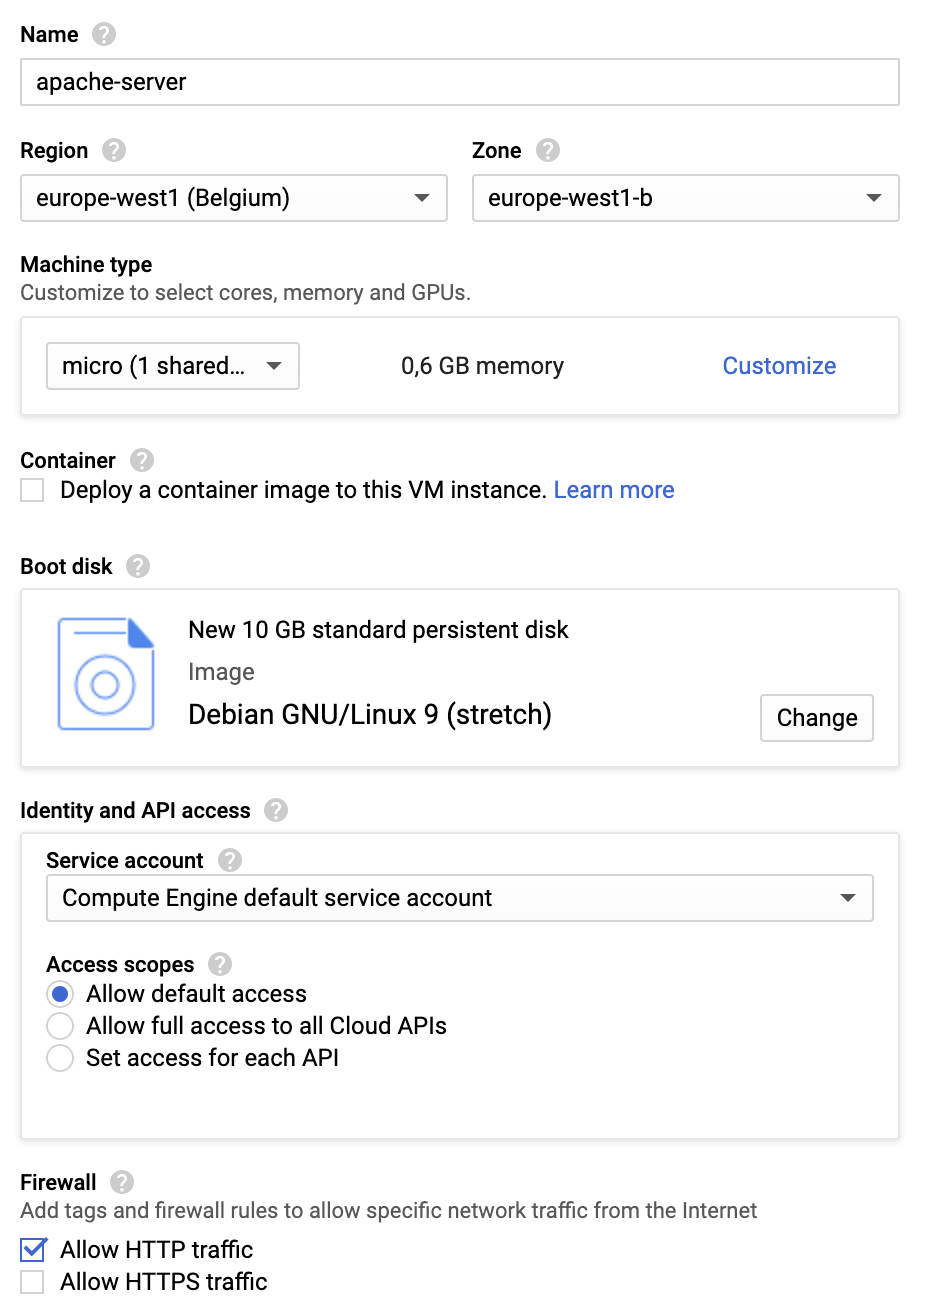 Name ?
apache-server
Region ? Zone ?
europe-west1 (Belgium) europe-west1-b
Machine type
Customize to select cores, memory and GPUs.
micro (1 shared... 0,6 GB memory Customize
Container ?
Deploy a container image to this VM instance. Learn more
Boot disk ?
New 10 GB standard persistent disk
Image
Debian GNU/Linux 9 (stretch)
Change
Identity and API access ?
Service account ?
Compute Engine default service account
Access scopes ?
Allow default access
Allow full access to all Cloud APIs
Set access for each API
Firewall ?
Add tags and firewall rules to allow specific network traffic from the Internet
Allow HTTP traffic
Allow HTTPS traffic